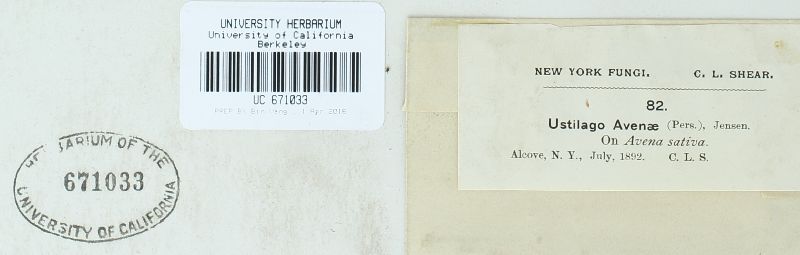 UNIVERSITY HERBARIUM
University of California
Berkeley
UC 671033
HERBARIUM OF THE
671033
UNIVERSITY OF CALIFORNIA
NEW YORK FUNGI. C. L. SHEAR.
82.
Ustilago Avenæ (Pers.), Jensen.
On Avena sativa.
Alcove, N. Y., July, 1892. C. L. S.